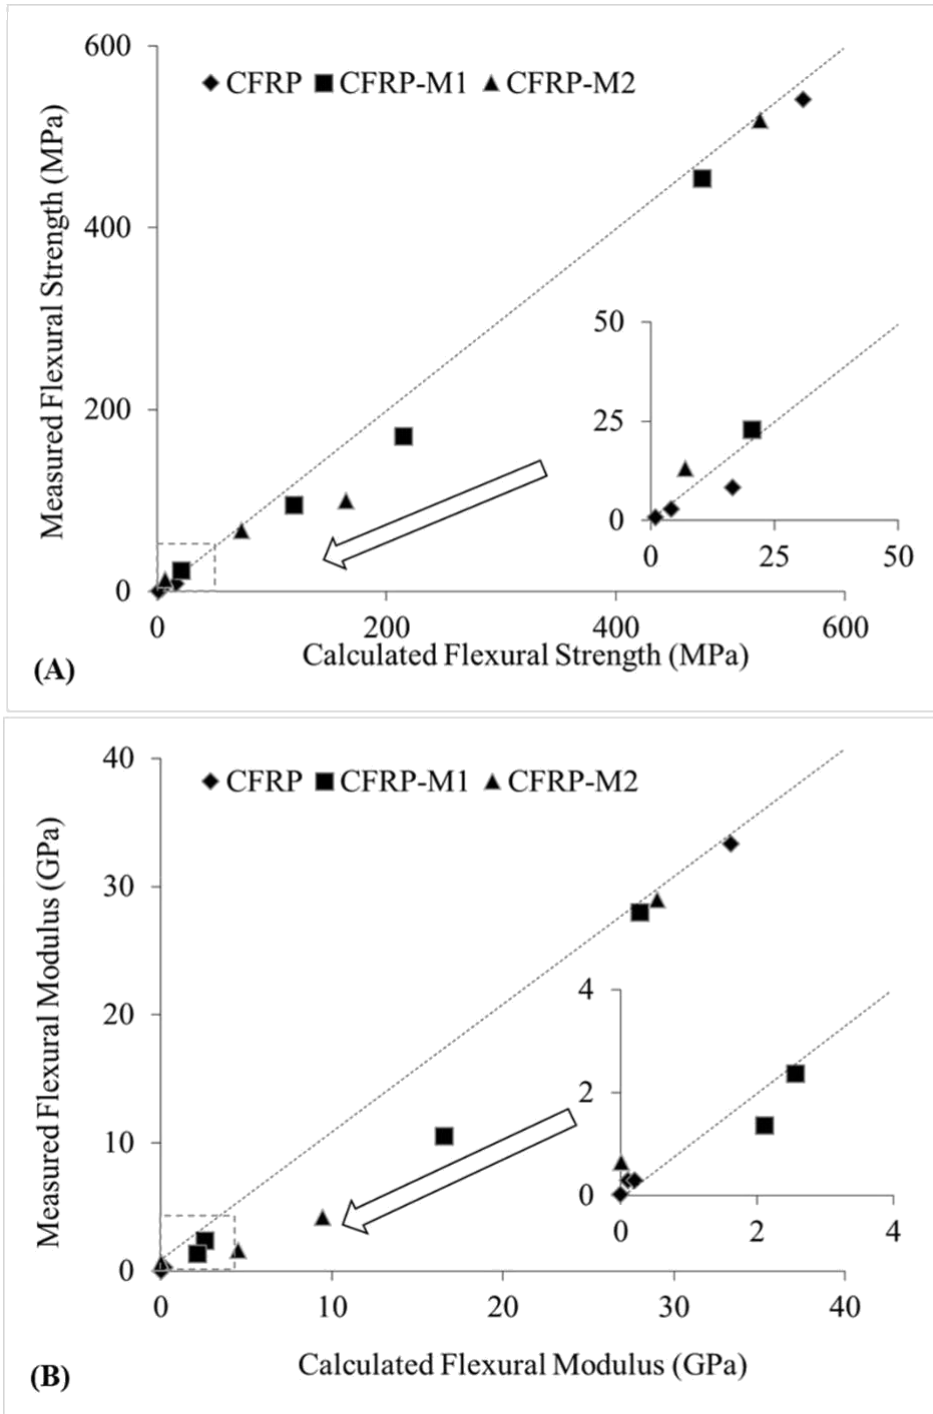 600
CFRP CFRP-M1 CFRP-M2
Measured Flexural Strength (MPa)
400
200
0
0 200 400 600
Calculated Flexural Strength (MPa)
50
25
0
0 25 50
(A)
40
CFRP CFRP-M1 CFRP-M2
Measured Flexural Modulus (GPa)
30
20
10
0
0 10 20 30 40
Calculated Flexural Modulus (GPa)
4
2
0
0 2 4
(B)